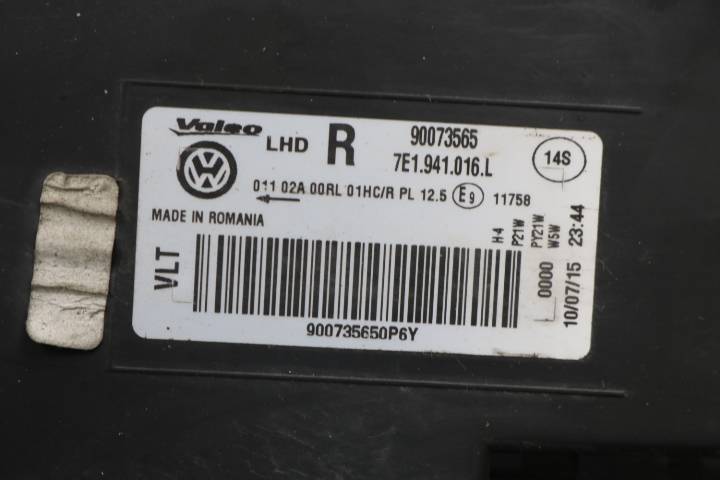 Valeo LHD R 90073565
7E1.941.016.L
14S
011 02A 00RL 01HC/R PL 12.5 E9 11758
MADE IN ROMANIA
VLT
H4
P21W
PY21W
W5W
0000
10/07/15 23:44
900735650P6Y